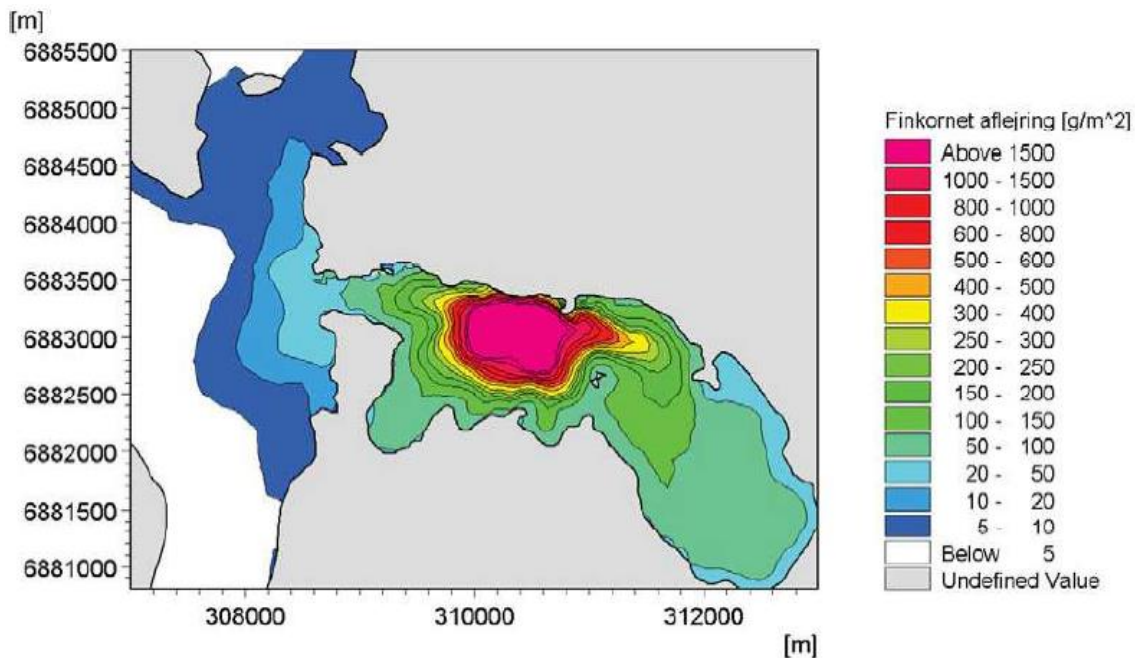 [m]
6885500
6885000
6884500
6884000
6883500
6883000
6882500
6882000
6881500
6881000
308000 310000 312000
[m]
Finkornet aflejring [g/m^2]
Above 1500
1000 - 1500
800 - 1000
600 - 800
500 - 600
400 - 500
300 - 400
250 - 300
200 - 250
150 - 200
100 - 150
50 - 100
20 - 50
10 - 20
5 - 10
Below 5
Undefined Value